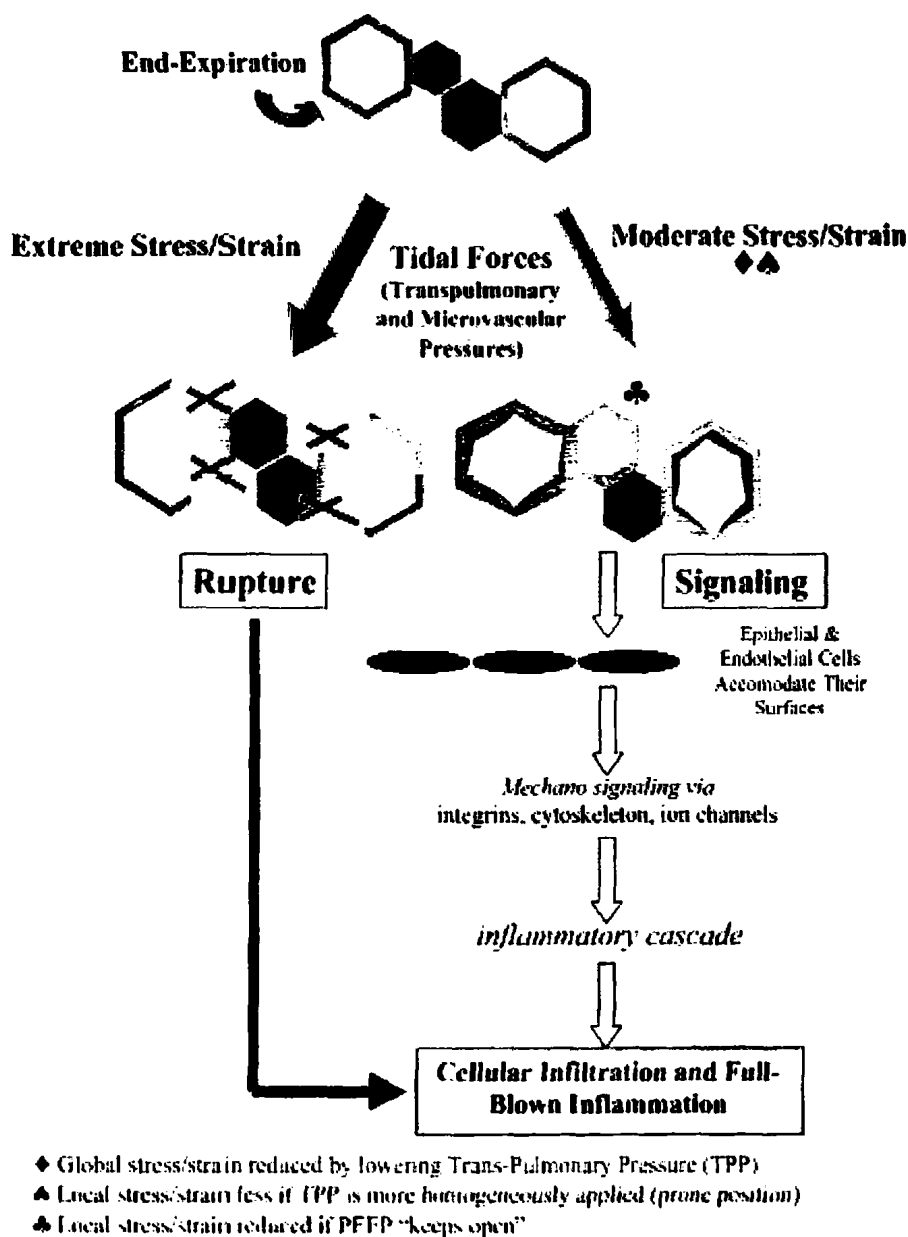 End-Expiration
Extreme Stress/Strain
Moderate Stress/Strain
♦♠
Tidal Forces
(Transpulmonary
and Microvascular
Pressures)
♣
Rupture
Signaling
Epithelial &
Endothelial Cells
Accomodate Their
Surfaces
Mechano signaling via
integrins, cytoskeleton, ion channels
inflammatory cascade
Cellular Infiltration and Full-
Blown Inflammation
♦ Global stress/strain reduced by lowering Trans-Pulmonary Pressure (TPP)
♠ Local stress/strain less if TPP is more homogeneously applied (prone position)
♣ Local stress/strain reduced if PEEP "keeps open"